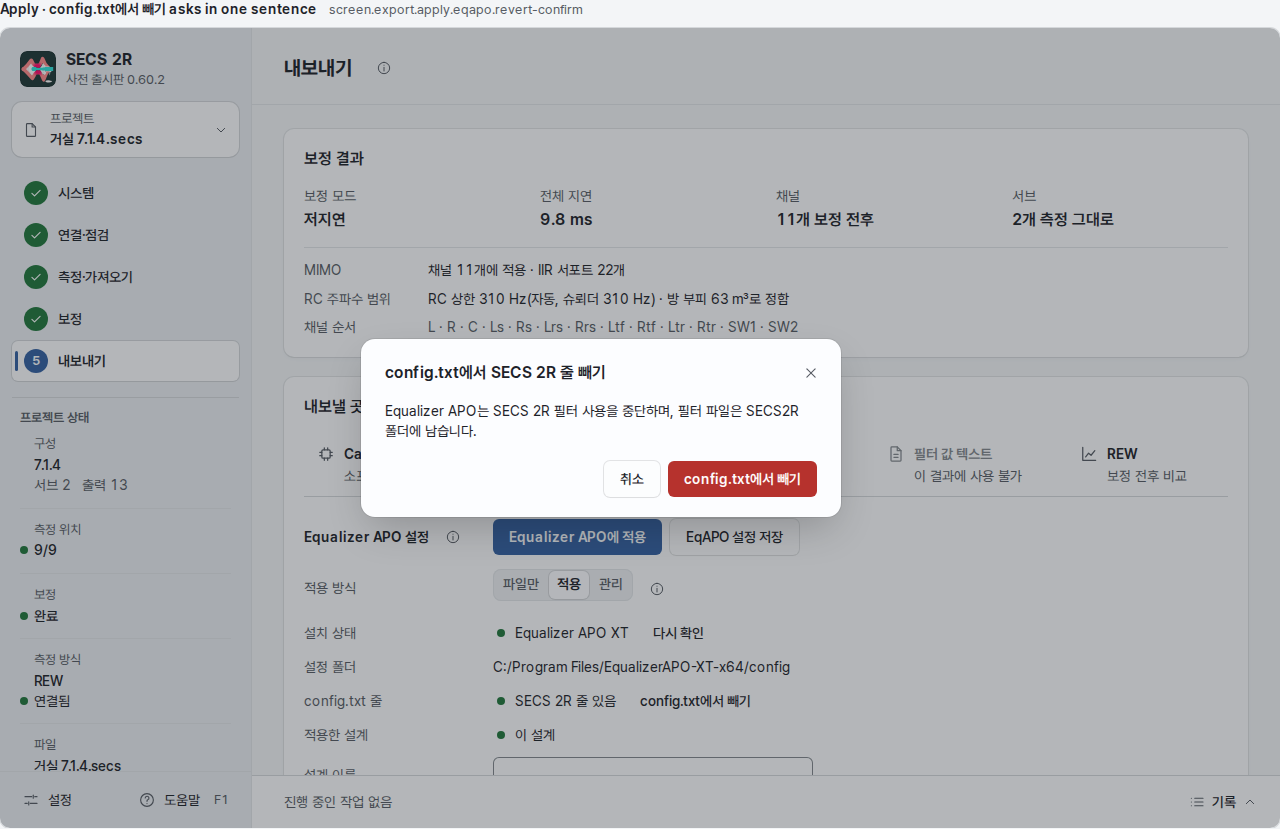 Apply · config.txt에서 빼기 asks in one sentence screen.export.apply.eqapo.revert-confirm
SECS 2R
사전 출시판 0.60.2
프로젝트
거실 7.1.4.secs
시스템
연결·점검
측정·가져오기
보정
5 내보내기
프로젝트 상태
구성
7.1.4
서브 2 출력 13
측정 위치
9/9
보정
완료
측정 방식
REW
연결됨
파일
거실 7.1.4.secs
설정
도움말 F1
내보내기
보정 결과
보정 모드
저지연
전체 지연
9.8 ms
채널
11개 보정 전후
서브
2개 측정 그대로
MIMO 채널 11개에 적용 · IIR 서포트 22개
RC 주파수 범위 RC 상한 310 Hz(자동, 슈뢰더 310 Hz) · 방 부피 63 m³로 정함
채널 순서 L · R · C · Ls · Rs · Lrs · Rrs · Ltf · Rtf · Ltr · Rtr · SW1 · SW2
내보낼 곳
필터 값 텍스트
이 결과에 사용 불가
REW
보정 전후 비교
config.txt에서 SECS 2R 줄 빼기
Equalizer APO는 SECS 2R 필터 사용을 중단하며, 필터 파일은 SECS2R
폴더에 남습니다.
취소
config.txt에서 빼기
Equalizer APO 설정
Equalizer APO에 적용
EqAPO 설정 저장
적용 방식 파일만 적용 관리
설치 상태 Equalizer APO XT 다시 확인
설정 폴더 C:/Program Files/EqualizerAPO-XT-x64/config
config.txt 줄 SECS 2R 줄 있음 config.txt에서 빼기
적용한 설계 이 설계
설계 이름
진행 중인 작업 없음
기록